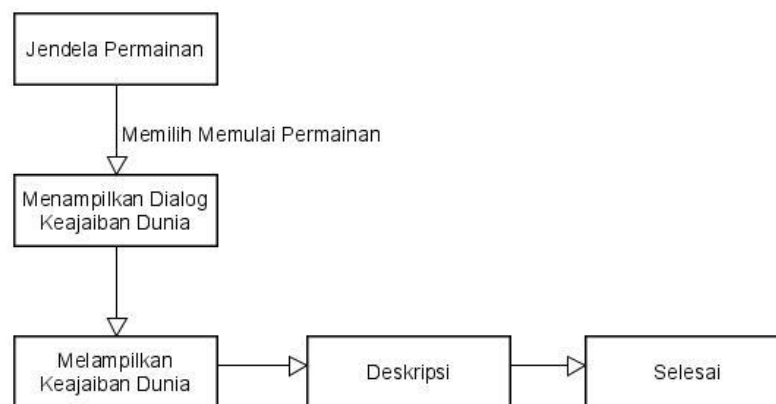 Jendela Permainan
Memilih Memulai Permainan
Menampilkan Dialog
Keajaiban Dunia
Melampilkan
Keajaiban Dunia
Deskripsi
Selesai